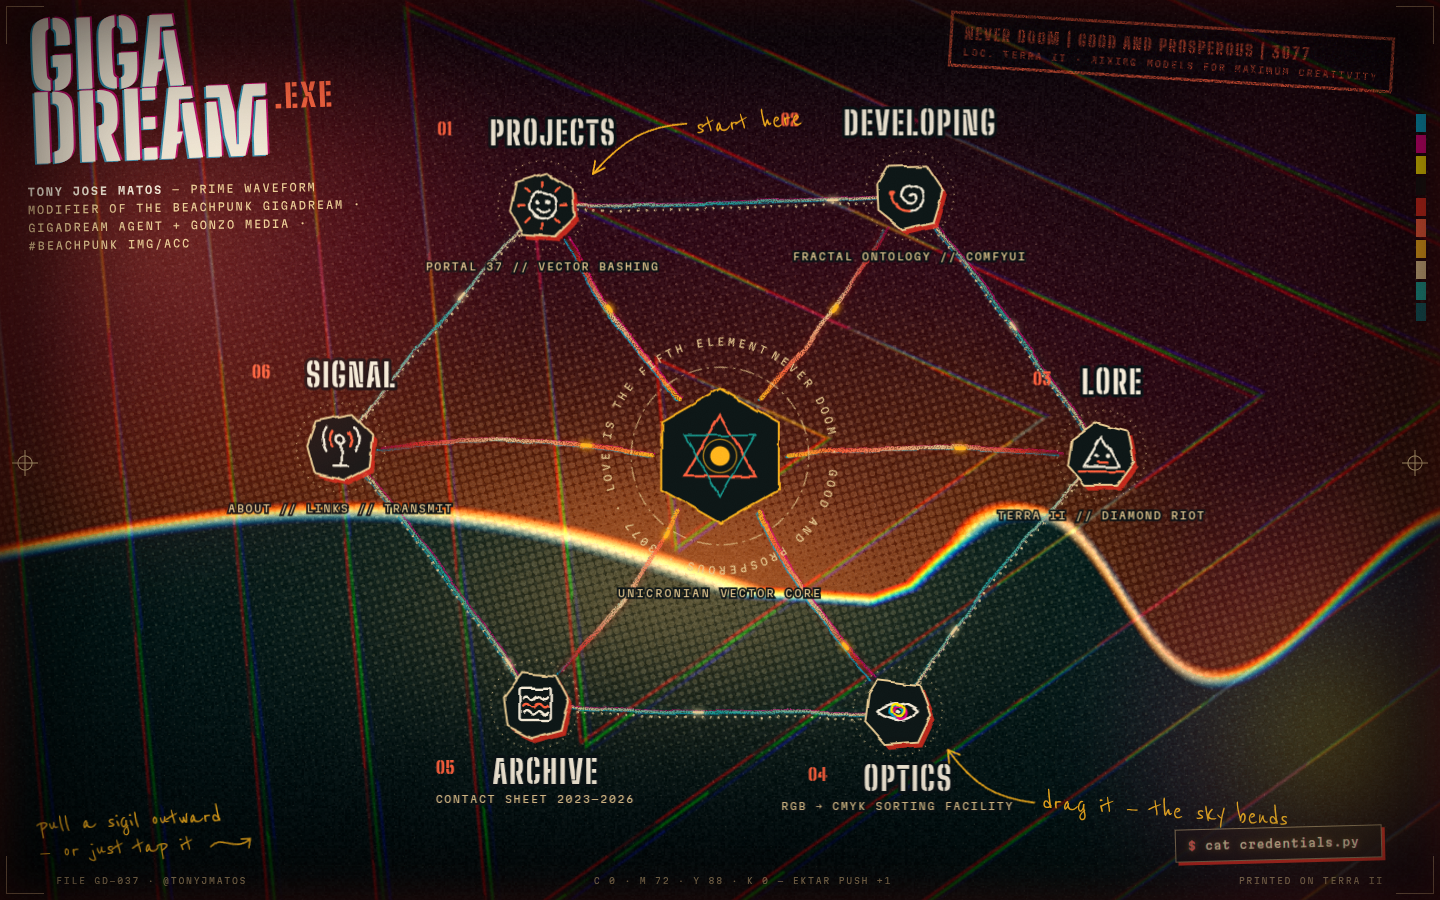 GIGA
DREAM.EXE
TONY JOSE MATOS — PRIME WAVEFORM
MODIFIER OF THE BEACHPUNK GIGADREAM ·
GIGADREAM AGENT + GONZO MEDIA ·
#BEACHPUNK IMG/ACC
NEVER DOOM | GOOD AND PROSPEROUS | 3077
LOC. TERRA II · MIXING MODELS FOR MAXIMUM CREATIVITY
01 PROJECTS
start here
PORTAL 37 // VECTOR BASHING
02 DEVELOPING
FRACTAL ONTOLOGY // COMFYUI
06 SIGNAL
ABOUT // LINKS // TRANSMIT
LOVE IS THE FIFTH ELEMENT NEVER DOOM GOOD AND PROSPEROUS 3077
UNICRONIAN VECTOR CORE
03 LORE
TERRA II // DIAMOND RIOT
05 ARCHIVE
CONTACT SHEET 2023—2026
04 OPTICS
RGB → CMYK SORTING FACILITY
drag it — the sky bends
pull a sigil outward
— or just tap it
$ cat credentials.py
FILE GD-037 · @TONYJMATOS
C 0 · M 72 · Y 88 · K 0 — EKTAR PUSH +1
PRINTED ON TERRA II